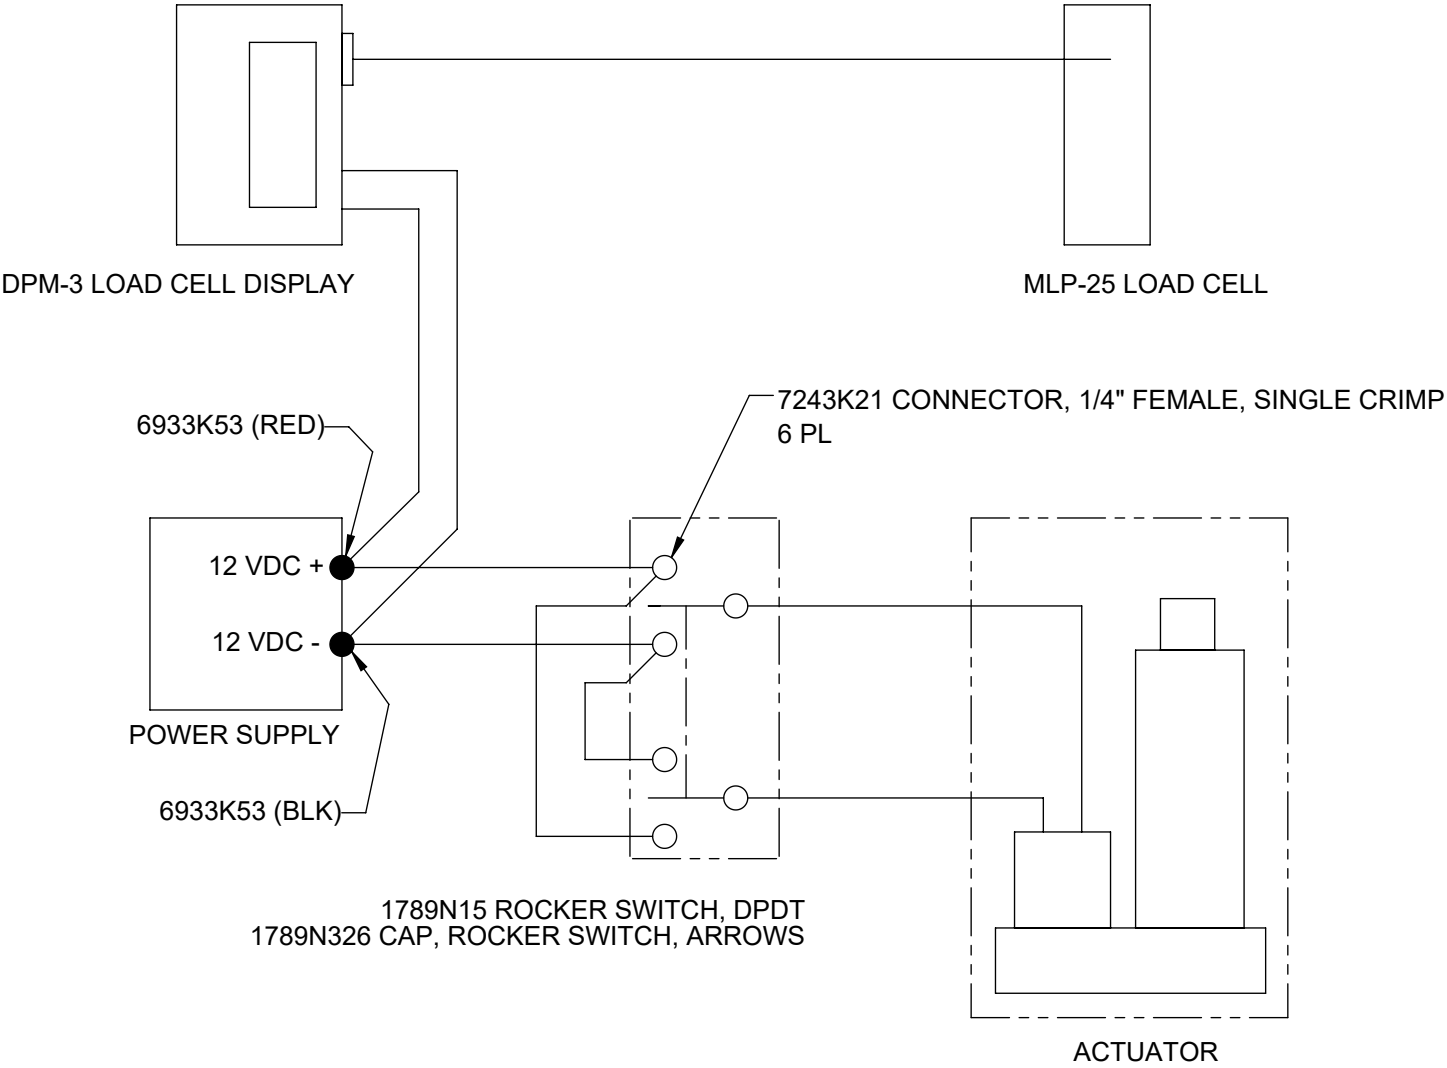 DPM-3 LOAD CELL DISPLAY
MLP-25 LOAD CELL
7243K21 CONNECTOR, 1/4" FEMALE, SINGLE CRIMP
6 PL
6933K53 (RED)
12 VDC +
12 VDC -
POWER SUPPLY
6933K53 (BLK)
1789N15 ROCKER SWITCH, DPDT
1789N326 CAP, ROCKER SWITCH, ARROWS
ACTUATOR